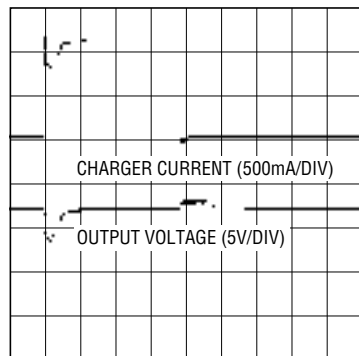 CHARGER CURRENT (500mA/DIV)
OUTPUT VOLTAGE (5V/DIV)